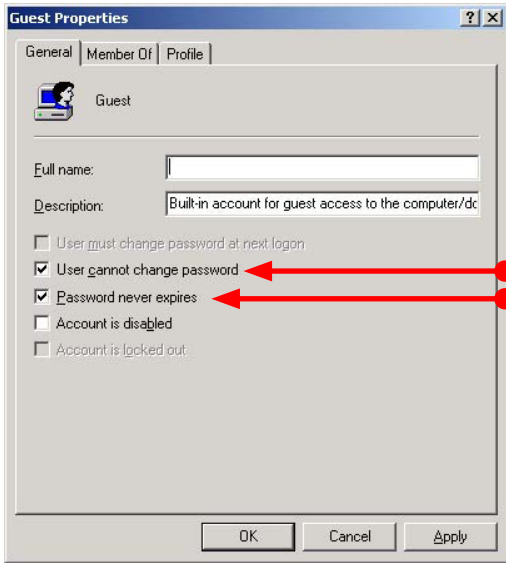 Guest Properties
General Member Of Profile
Guest
Full name:
Description: Built-in account for guest access to the computer/dc
User must change password at next logon
User cannot change password
Password never expires
Account is disabled
Account is locked out
OK Cancel Apply